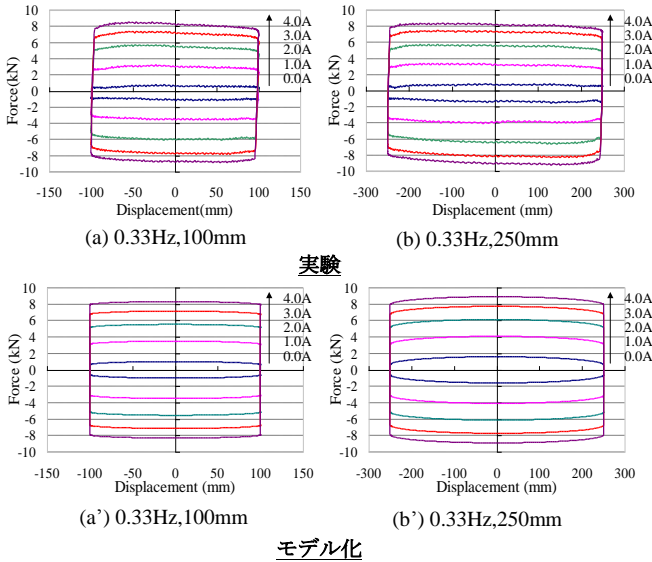 10
8
6
4
2
0
-2
-4
-6
-8
-10
Force(kN)
-150 -100 -50 0 50 100 150
Displacement(mm)
4.0A
3.0A
2.0A
1.0A
0.0A
(a) 0.33Hz,100mm
10
8
6
4
2
0
-2
-4
-6
-8
-10
Force (kN)
-300 -200 -100 0 100 200 300
Displacement(mm)
4.0A
3.0A
2.0A
1.0A
0.0A
(b) 0.33Hz,250mm
実験
10
8
6
4
2
0
-2
-4
-6
-8
-10
Force (kN)
-150 -100 -50 0 50 100 150
Displacement (mm)
4.0A
3.0A
2.0A
1.0A
0.0A
(a’) 0.33Hz,100mm
10
8
6
4
2
0
-2
-4
-6
-8
-10
Force (kN)
-300 -200 -100 0 100 200 300
Displacement (mm)
4.0A
3.0A
2.0A
1.0A
0.0A
(b’) 0.33Hz,250mm
モデル化